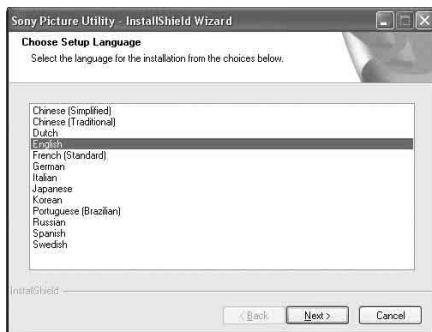 Sony Picture Utility - InstallShield Wizard
Choose Setup Language
Select the language for the installation from the choices below.
Chinese (Simplified)
Chinese (Traditional)
Dutch
English
French (Standard)
German
Italian
Japanese
Korean
Portuguese (Brazilian)
Russian
Spanish
Swedish
InstallShield
< Back Next > Cancel